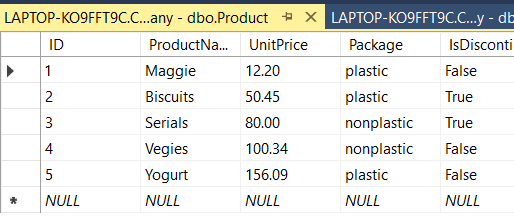 LAPTOP-KO9FFT9C.C...any - dbo.Product LAPTOP-KO9FFT9C.C...y - db
ID ProductNa... UnitPrice Package IsDisconti
1 Maggie 12.20 plastic False
2 Biscuits 50.45 plastic True
3 Serials 80.00 nonplastic True
4 Vegies 100.34 nonplastic False
5 Yogurt 156.09 plastic False
* NULL NULL NULL NULL NULL